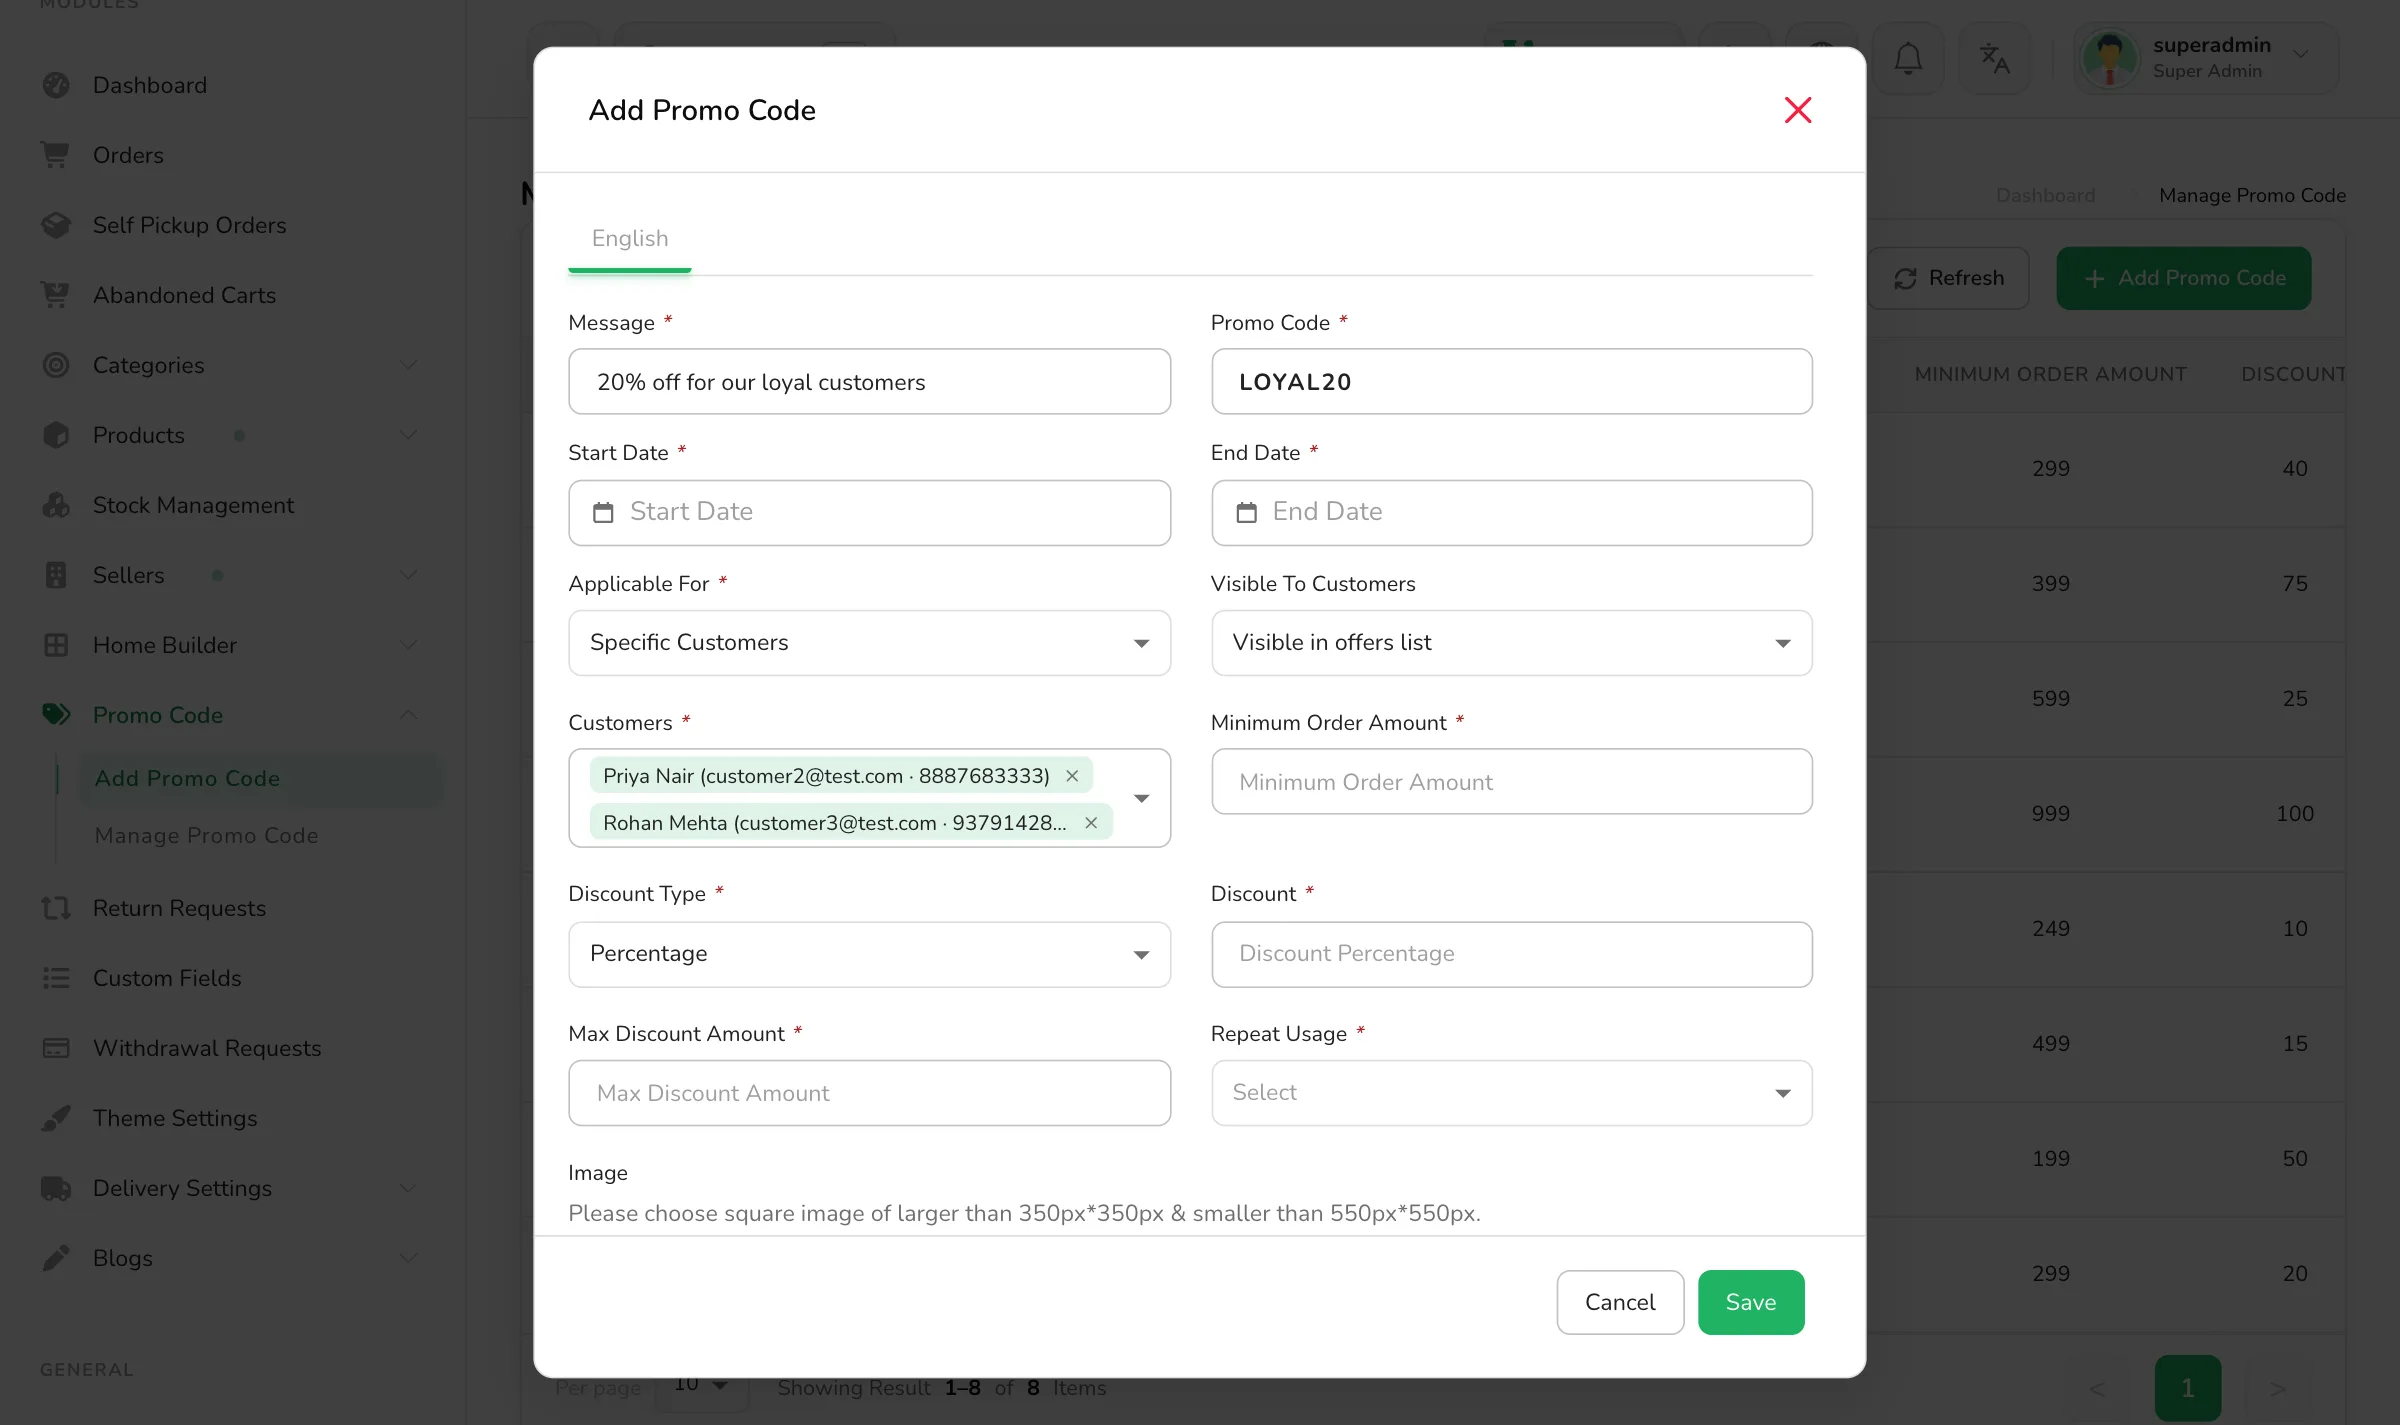 MODULES
Dashboard
Orders
Self Pickup Orders
Abandoned Carts
Categories
Products
Stock Management
Sellers
Home Builder
Promo Code
Add Promo Code
Manage Promo Code
Return Requests
Custom Fields
Withdrawal Requests
Theme Settings
Delivery Settings
Blogs
GENERAL
superadmin
Super Admin
Dashboard
Manage Promo Code
Refresh
+ Add Promo Code
MINIMUM ORDER AMOUNT DISCOUNT
299 40
399 75
599 25
999 100
249 10
499 15
199 50
299 20
Add Promo Code
English
Message *
20% off for our loyal customers
Promo Code *
LOYAL20
Start Date *
Start Date
End Date *
End Date
Applicable For *
Specific Customers
Visible To Customers
Visible in offers list
Customers *
Priya Nair (customer2@test.com · 8887683333) ×
Rohan Mehta (customer3@test.com · 93791428... ×
Minimum Order Amount *
Minimum Order Amount
Discount Type *
Percentage
Discount *
Discount Percentage
Max Discount Amount *
Max Discount Amount
Repeat Usage *
Select
Image
Please choose square image of larger than 350px*350px & smaller than 550px*550px.
Cancel
Save
Per page 10 Showing Result 1–8 of 8 Items
< 1 >